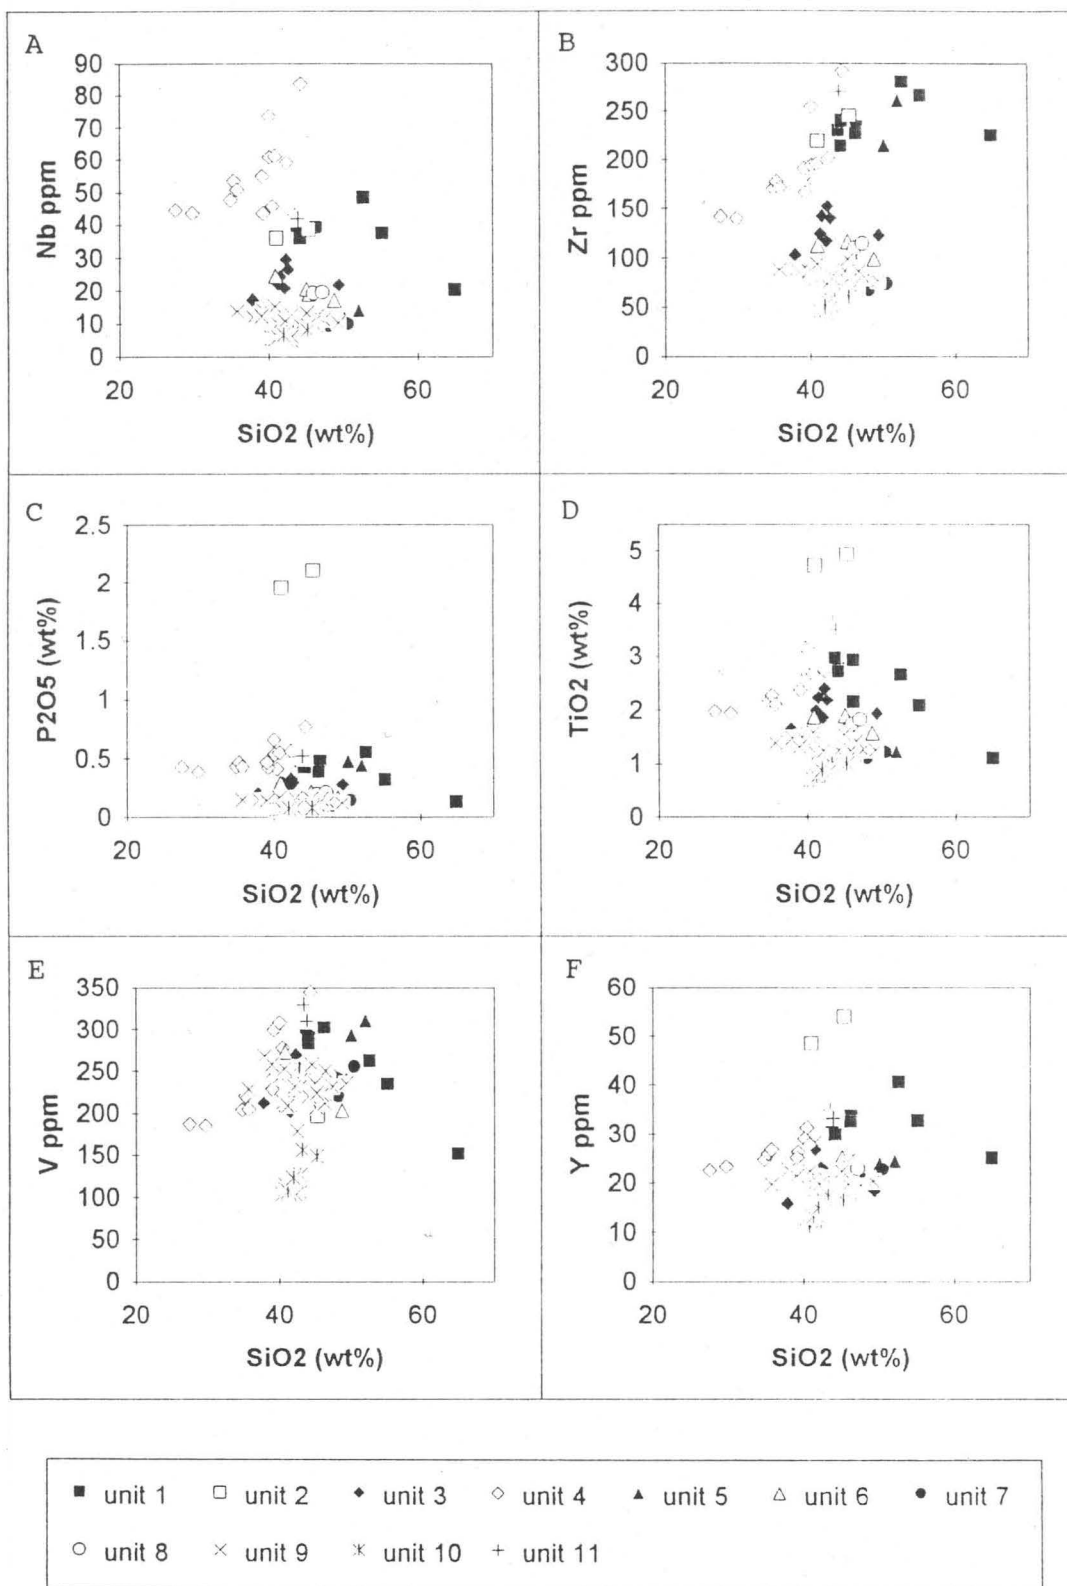 A
Nb ppm
90
80
70
60
50
40
30
20
10
0
20 40 60
SiO2 (wt%)
B
Zr ppm
300
250
200
150
100
50
0
20 40 60
SiO2 (wt%)
C
P2O5 (wt%)
2.5
2
1.5
1
0.5
0
20 40 60
SiO2 (wt%)
D
TiO2 (wt%)
5
4
3
2
1
0
20 40 60
SiO2 (wt%)
E
V ppm
350
300
250
200
150
100
50
0
20 40 60
SiO2 (wt%)
F
Y ppm
60
50
40
30
20
10
0
20 40 60
SiO2 (wt%)
unit 1 unit 2 unit 3 unit 4 unit 5 unit 6 unit 7
unit 8 unit 9 unit 10 unit 11